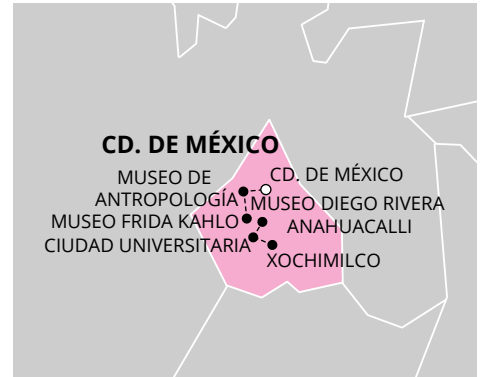 CD. DE MÉXICO
MUSEO DE
ANTROPOLOGÍA
CD. DE MÉXICO
MUSEO DIEGO RIVERA
ANAHUACALLI
MUSEO FRIDA KAHLO
CIUDAD UNIVERSITARIA
XOCHIMILCO